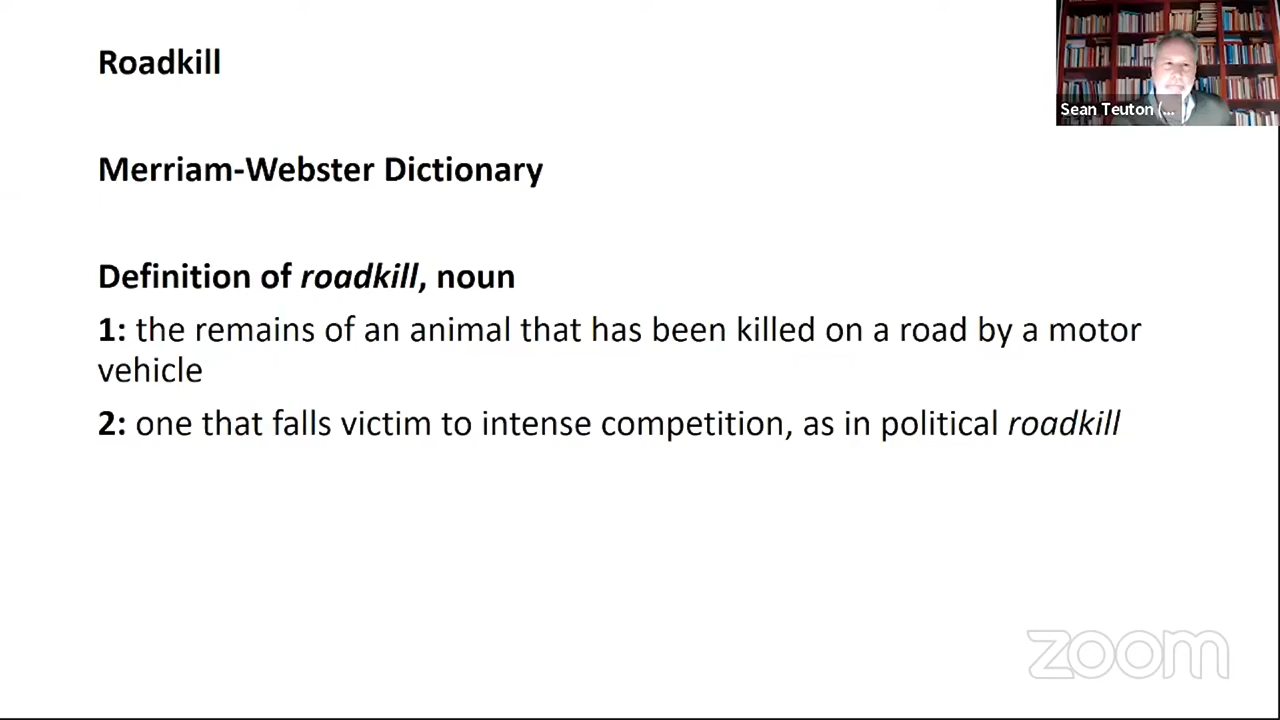 Roadkill
Sean Teuton (...
Merriam-Webster Dictionary
Definition of roadkill, noun
1: the remains of an animal that has been killed on a road by a motor
vehicle
2: one that falls victim to intense competition, as in political roadkill
zoom